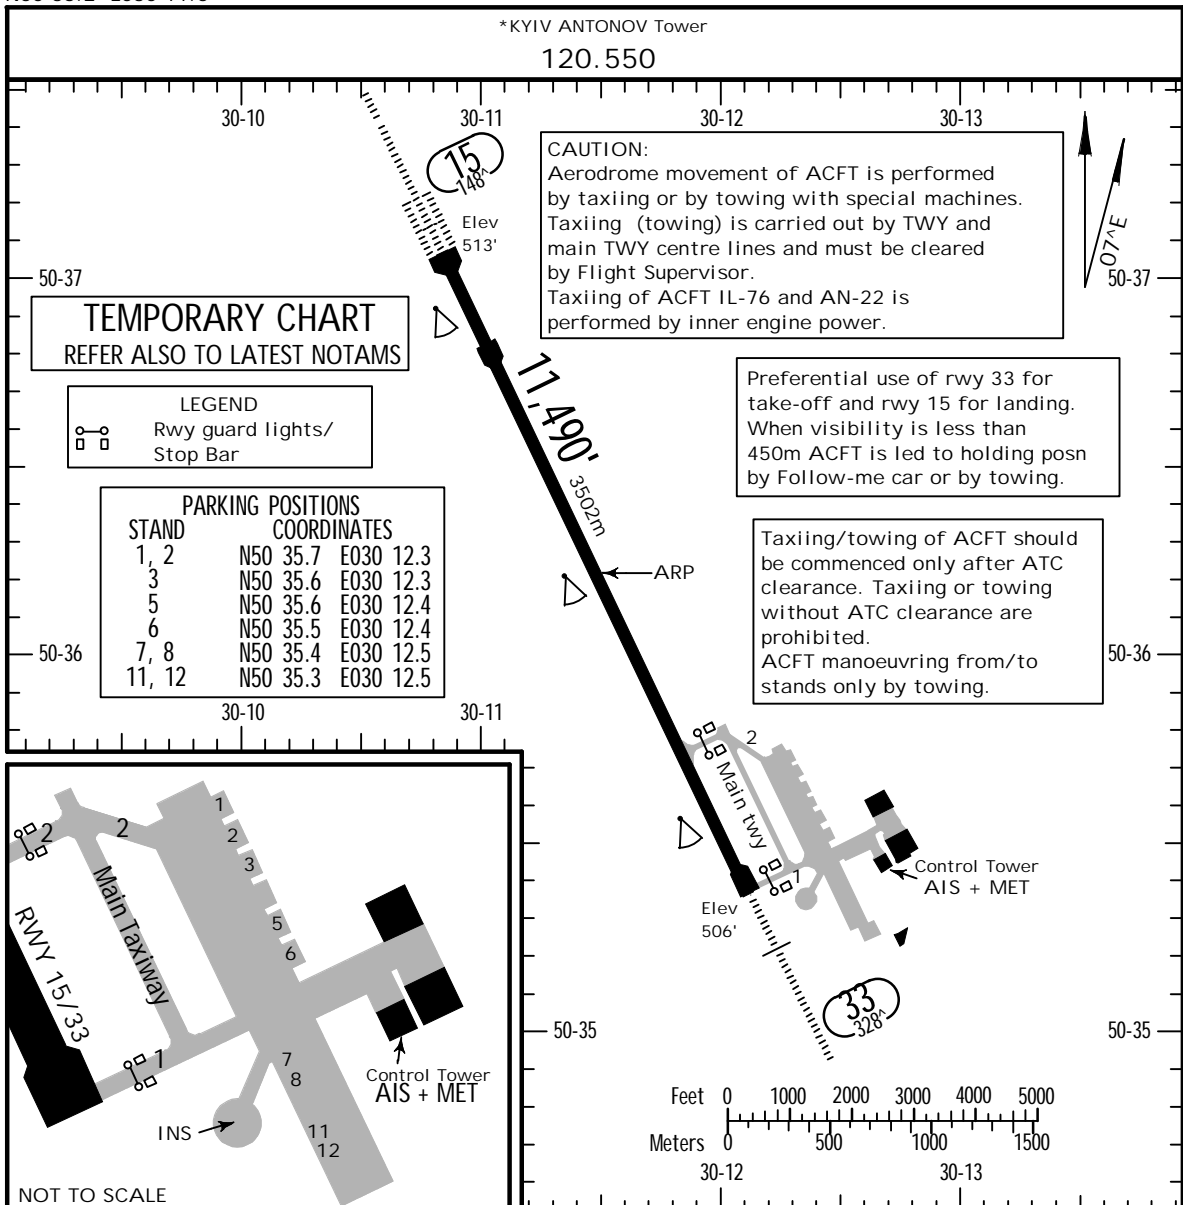 *KYIV ANTONOV Tower
120.550
30-10
30-11
30-12
30-13
15
148^
Elev
513'
CAUTION:
Aerodrome movement of ACFT is performed
by taxiing or by towing with special machines.
Taxiing (towing) is carried out by TWY and
main TWY centre lines and must be cleared
by Flight Supervisor.
Taxiing of ACFT IL-76 and AN-22 is
performed by inner engine power.
07^E
50-37
50-37
TEMPORARY CHART
REFER ALSO TO LATEST NOTAMS
LEGEND
Rwy guard lights/
Stop Bar
11,490'
3502m
Preferential use of rwy 33 for
take-off and rwy 15 for landing.
When visibility is less than
450m ACFT is led to holding posn
by Follow-me car or by towing.
PARKING POSITIONS
STAND COORDINATES
1, 2 N50 35.7 E030 12.3
3 N50 35.6 E030 12.3
5 N50 35.6 E030 12.4
6 N50 35.5 E030 12.4
7, 8 N50 35.4 E030 12.5
11, 12 N50 35.3 E030 12.5
ARP
Taxiing/towing of ACFT should
be commenced only after ATC
clearance. Taxiing or towing
without ATC clearance are
prohibited.
ACFT manoeuvring from/to
stands only by towing.
50-36
50-36
30-10
30-11
2
Main twy
1
Control Tower
AIS + MET
Elev
506'
33
328^
50-35
50-35
2
2
Main Taxiway
RWY 15/33
1
1
2
3
5
6
7
8
11
12
INS
Control Tower
AIS + MET
NOT TO SCALE
Feet 0 1000 2000 3000 4000 5000
Meters 0 500 1000 1500
30-12
30-13